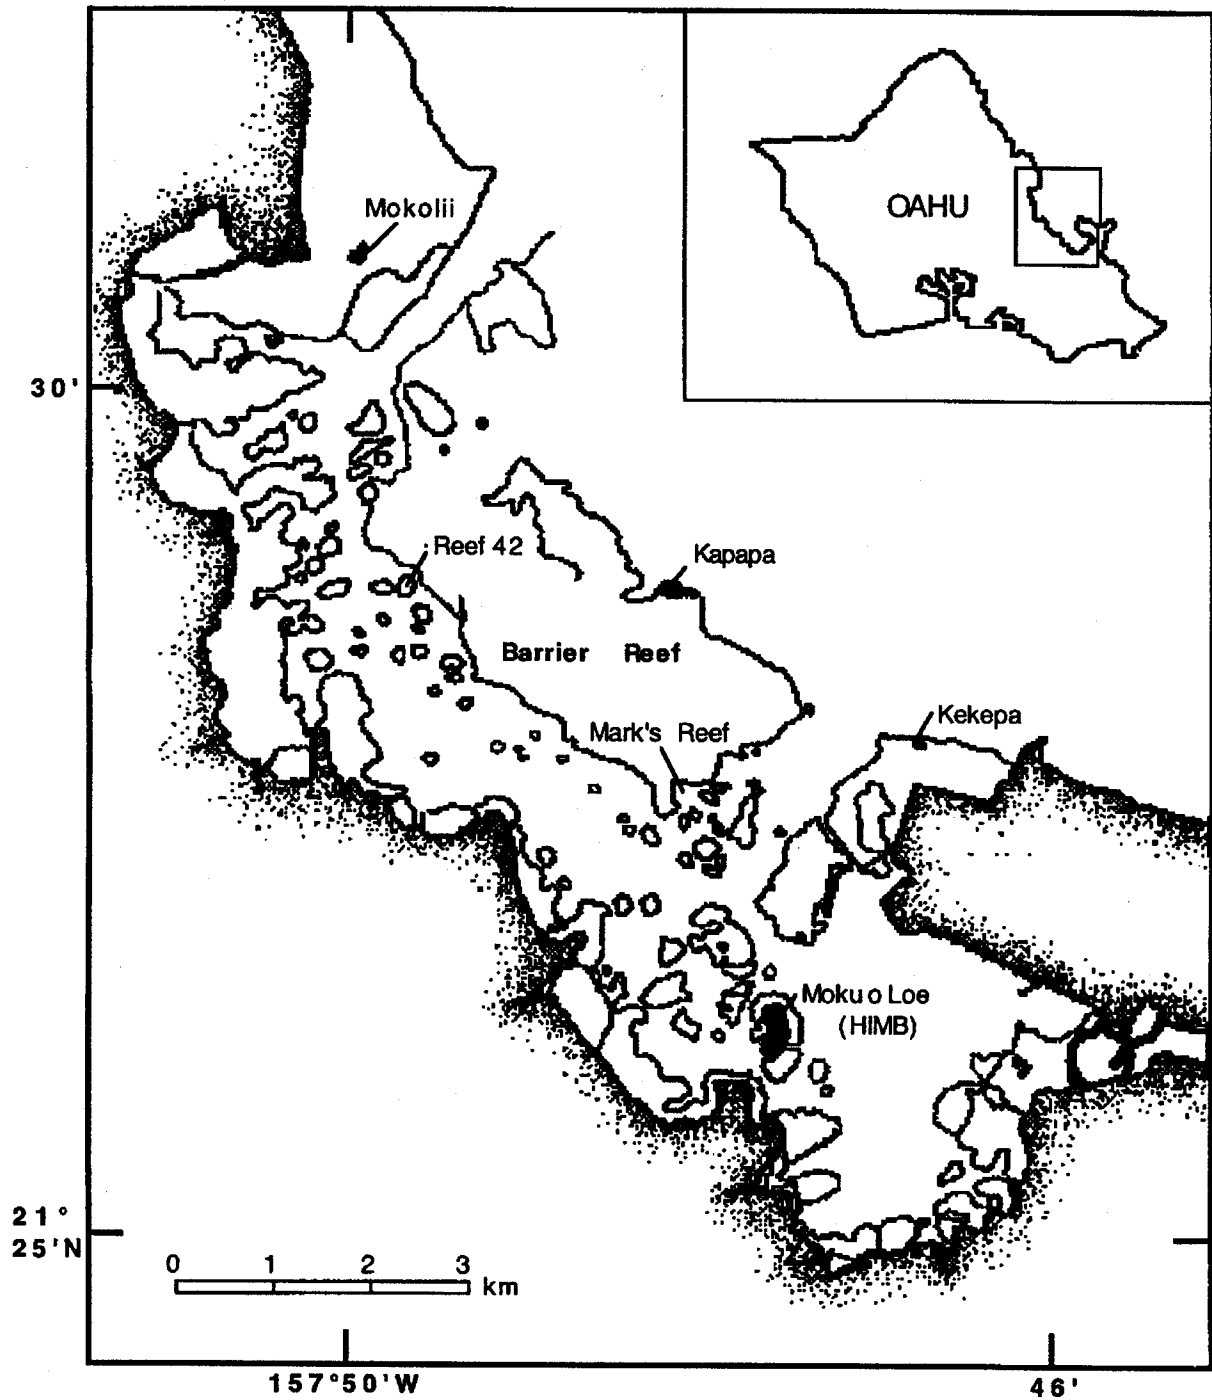 OAHU
Mokolii
30'
Reef 42
Kapapa
Barrier Reef
Mark's Reef
Kekepa
Moku o Loe
(HIMB)
21°
25'N
0 1 2 3
km
157°50'W
46'